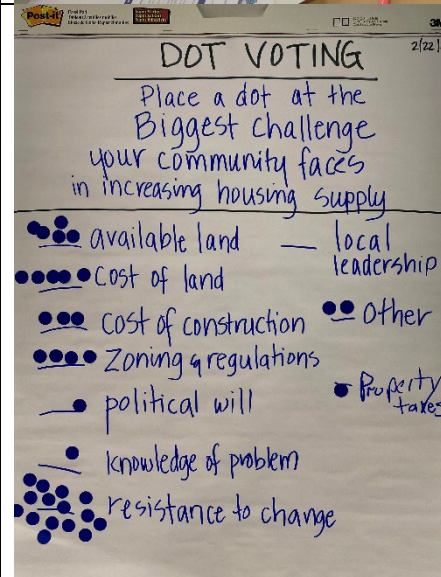 Post-it
DOT VOTING
2/22/
Place a dot at the
Biggest challenge
your community faces
in increasing housing supply
available land
local
leadership
Cost of land
cost of construction
Other
Zoning & regulations
Property
taxes
political will
knowledge of problem
resistance to change